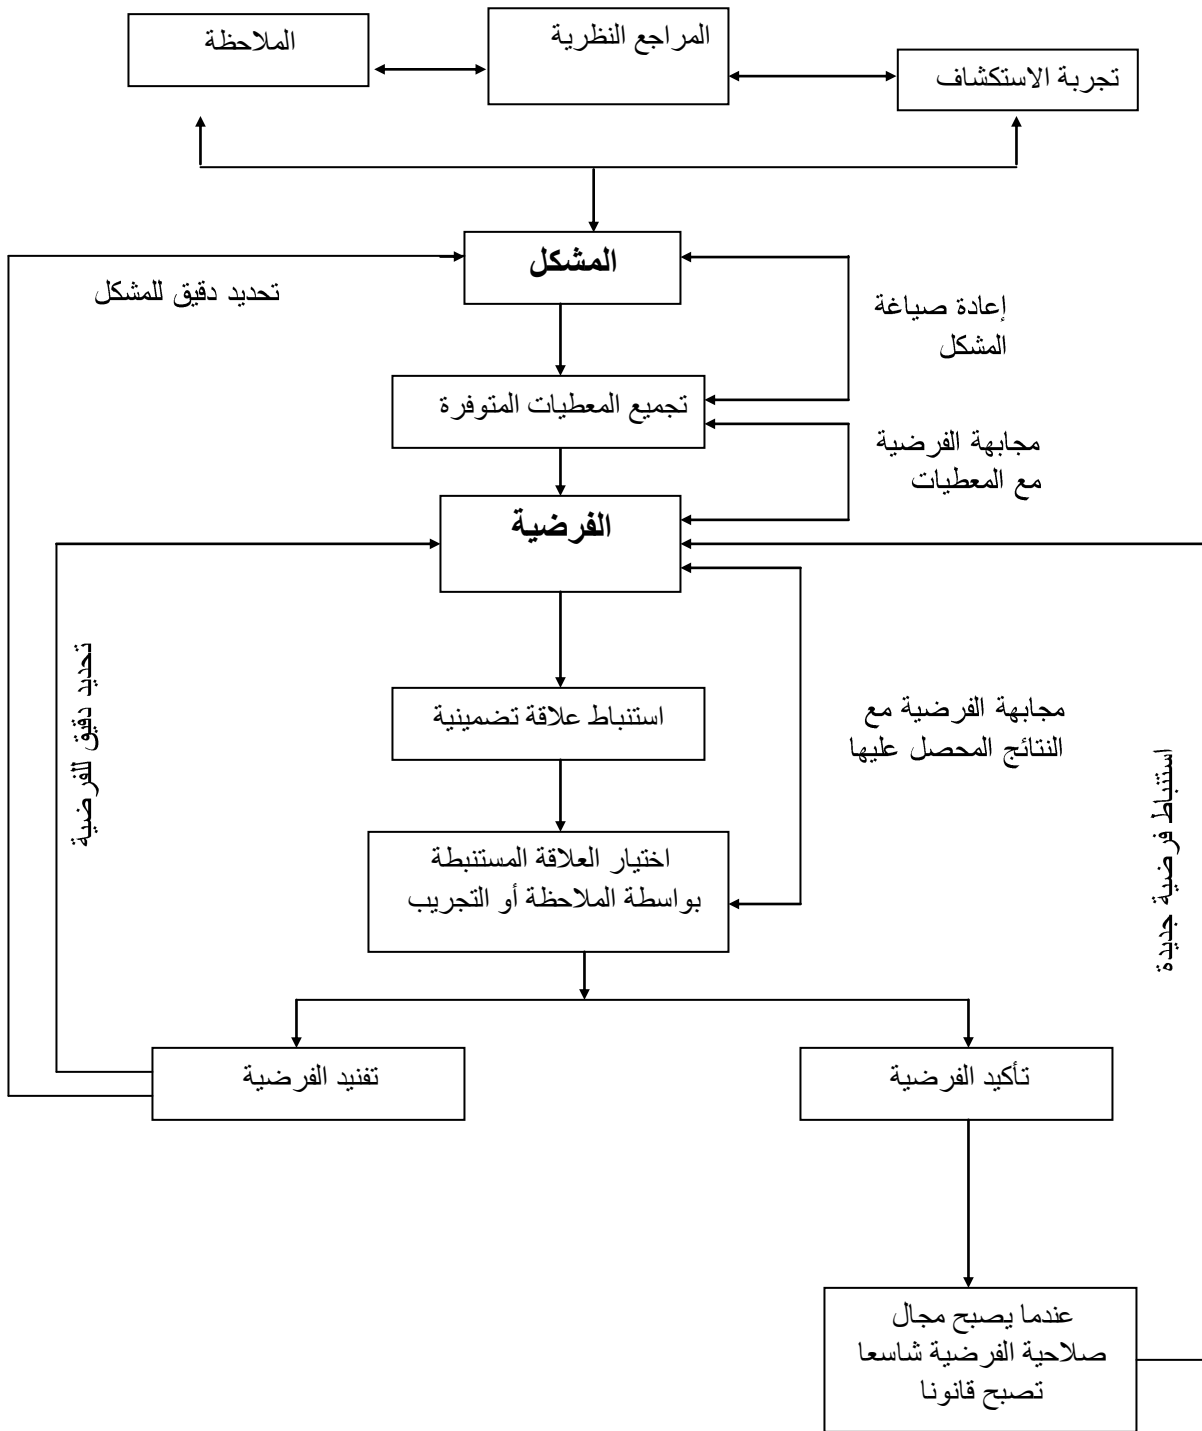 المراجع النظرية
الملاحظة
تجربة الاستكشاف
المشكل
تحديد دقيق للمشكل
إعادة صياغة
المشكل
تجميع المعطيات المتوفرة
مجابهة الفرضية
مع المعطيات
الفرضية
تحديد دقيق للفرضية
استنباط علاقة تضمينية
مجابهة الفرضية مع
النتائج المحصل عليها
استنباط فرضية جديدة
اختيار العلاقة المستنبطة
بواسطة الملاحظة أو التجريب
تأكيد الفرضية
تفنيد الفرضية
عندما يصبح مجال
صلاحية الفرضية شاسعا
تصبح قانونا